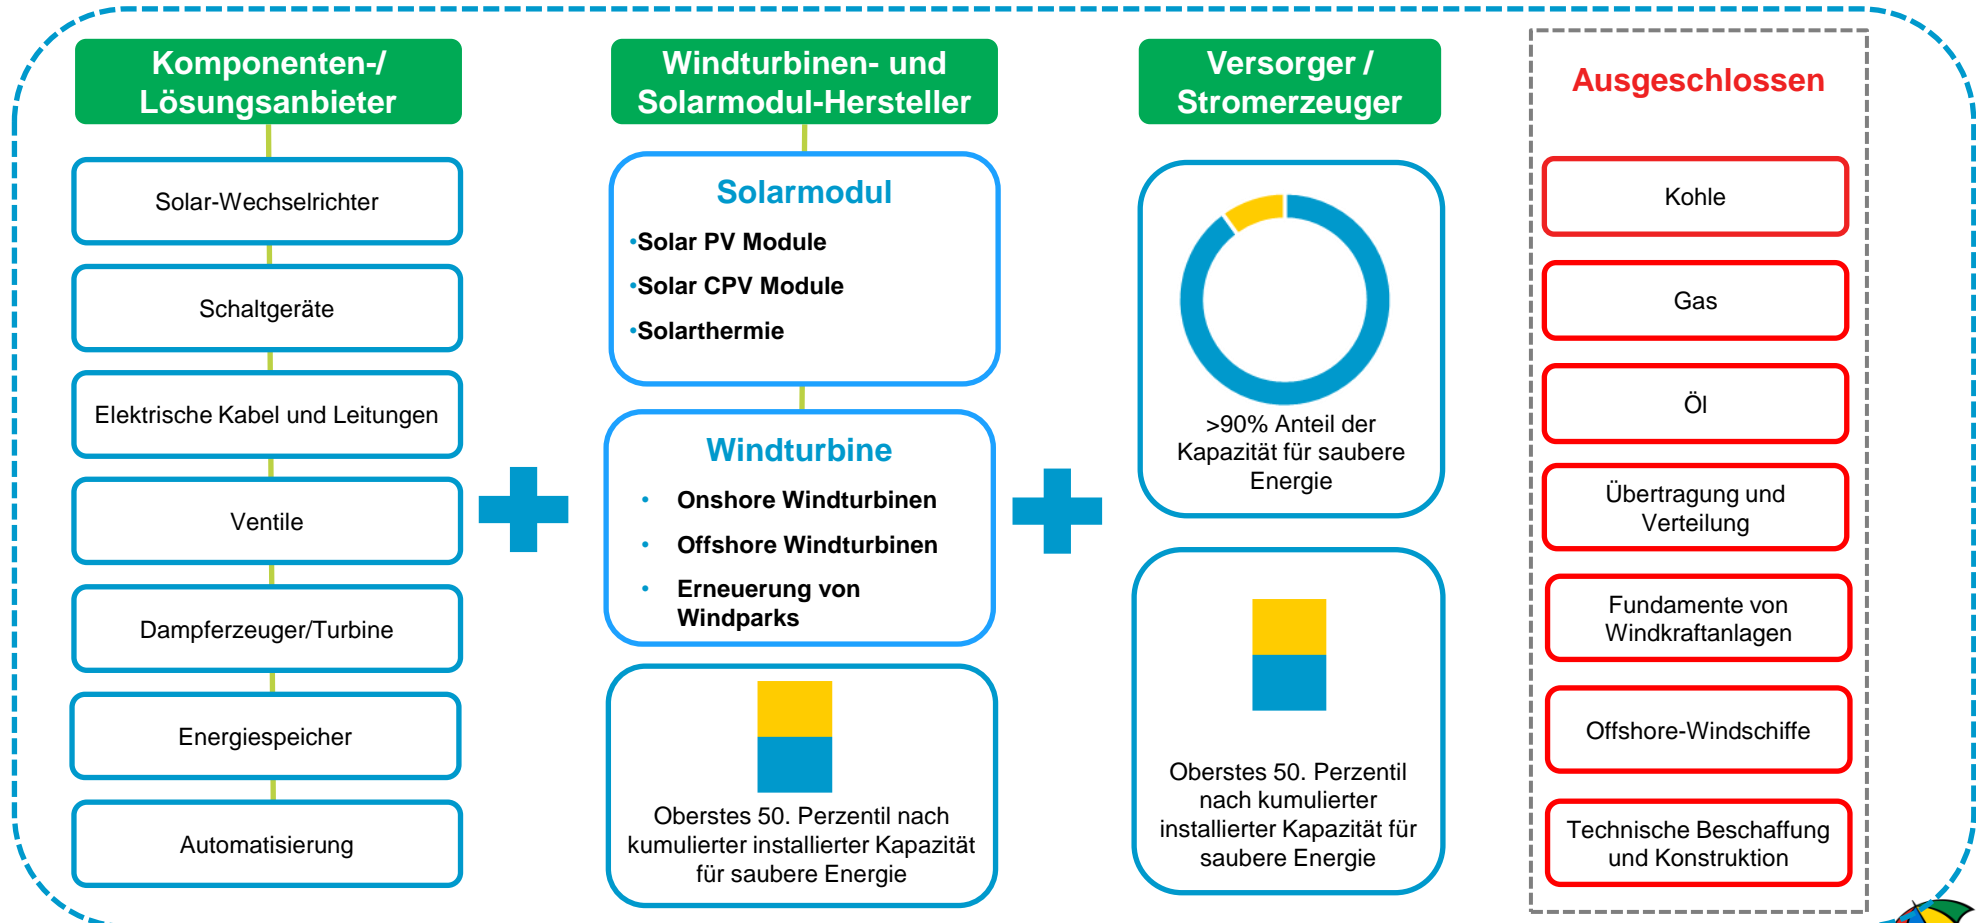 Komponenten-/
Lösungsanbieter
Solar-Wechselrichter
Schaltgeräte
Elektrische Kabel und Leitungen
Ventile
Dampferzeuger/Turbine
Energiespeicher
Automatisierung
Windturbinen- und
Solarmodul-Hersteller
Solarmodul
•Solar PV Module
•Solar CPV Module
•Solarthermie
Windturbine
• Onshore Windturbinen
• Offshore Windturbinen
• Erneuerung von
Windparks
Oberstes 50. Perzentil nach
kumulierter installierter Kapazität
für saubere Energie
Versorger /
Stromerzeuger
>90% Anteil der
Kapazität für saubere
Energie
Oberstes 50. Perzentil
nach kumulierter
installierter Kapazität für
saubere Energie
Ausgeschlossen
Kohle
Gas
Öl
Übertragung und
Verteilung
Fundamente von
Windkraftanlagen
Offshore-Windschiffe
Technische Beschaffung
und Konstruktion